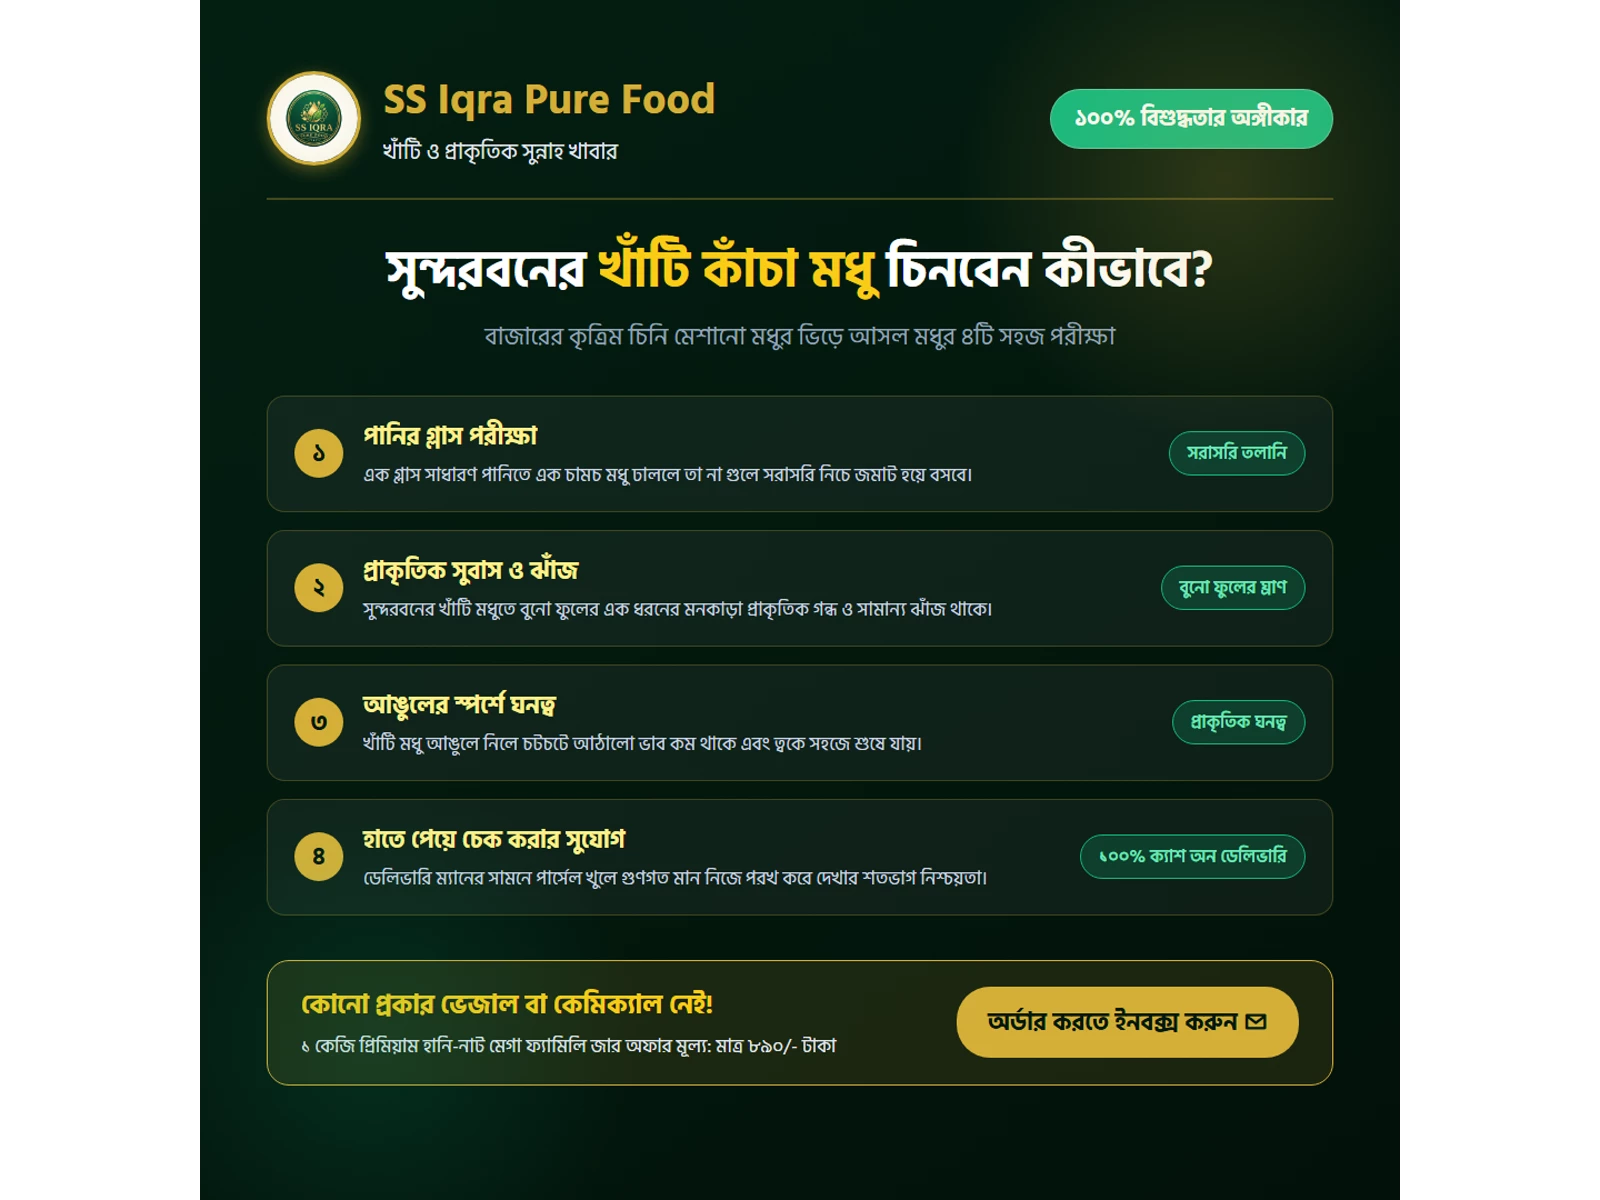 SS IQRA
SS Iqra Pure Food
খাঁটি ও প্রাকৃতিক সুন্নাহ খাবার
১০০% বিশুদ্ধতার অঙ্গীকার
সুন্দরবনের খাঁটি কাঁচা মধু চিনবেন কীভাবে?
বাজারের কৃত্রিম চিনি মেশানো মধুর ভিড়ে আসল মধুর ৪টি সহজ পরীক্ষা
১
পানির গ্লাস পরীক্ষা
এক গ্লাস সাধারণ পানিতে এক চামচ মধু ঢাললে তা না গুলে সরাসরি নিচে জমাট হয়ে বসবে।
সরাসরি তলানি
২
প্রাকৃতিক সুবাস ও ঝাঁজ
সুন্দরবনের খাঁটি মধুতে বুনো ফুলের এক ধরনের মনকাড়া প্রাকৃতিক গন্ধ ও সামান্য ঝাঁজ থাকে।
বুনো ফুলের ঘ্রাণ
৩
আঙুলের স্পর্শে ঘনত্ব
খাঁটি মধু আঙুলে নিলে চটচটে আঠালো ভাব কম থাকে এবং ত্বকে সহজে শুষে যায়।
প্রাকৃতিক ঘনত্ব
৪
হাতে পেয়ে চেক করার সুযোগ
ডেলিভারি ম্যানের সামনে পার্সেল খুলে গুণগত মান নিজে পরখ করে দেখার শতভাগ নিশ্চয়তা।
১০০% ক্যাশ অন ডেলিভারি
কোনো প্রকার ভেজাল বা কেমিক্যাল নেই!
১ কেজি প্রিমিয়াম হানি-নাট মেগা ফ্যামিলি জার অফার মূল্য: মাত্র ৮৯০/- টাকা
অর্ডার করতে ইনবক্স করুন